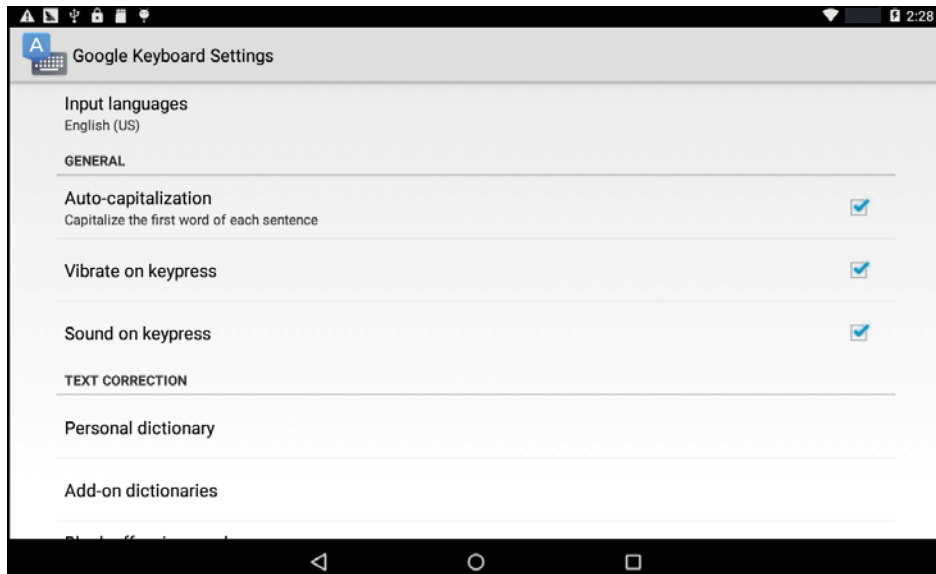 2:28
A
Google Keyboard Settings
Input languages
English (US)
GENERAL
Auto-capitalization
Capitalize the first word of each sentence
Vibrate on keypress
Sound on keypress
TEXT CORRECTION
Personal dictionary
Add-on dictionaries